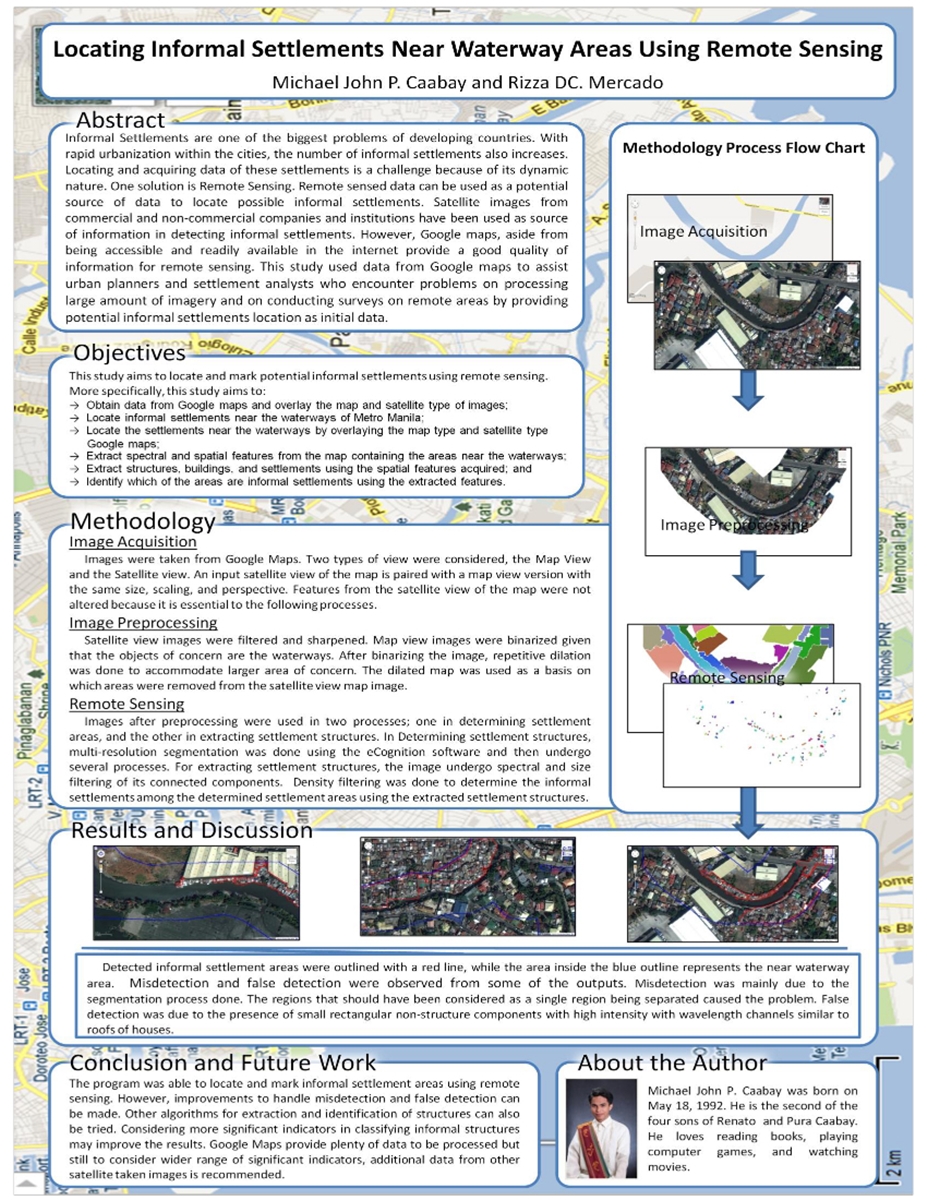 Locating Informal Settlements Near Waterway Areas Using Remote Sensing
Michael John P. Caabay and Rizza DC. Mercado
Abstract
Informal Settlements are one of the biggest problems of developing countries. With
rapid urbanization within the cities, the number of informal settlements also increases.
Locating and acquiring data of these settlements is a challenge because of its dynamic
nature. One solution is Remote Sensing. Remote sensed data can be used as a potential
source of data to locate possible informal settlements. Satellite images from
commercial and non-commercial companies and institutions have been used as source
of information in detecting informal settlements. However, Google maps, aside from
being accessible and readily available in the internet provide a good quality of
information for remote sensing. This study used data from Google maps to assist
urban planners and settlement analysts who encounter problems on processing
large amount of imagery and on conducting surveys on remote areas by providing
potential informal settlements location as initial data.
Objectives
This study aims to locate and mark potential informal settlements using remote sensing.
More specifically, this study aims to:
→ Obtain data from Google maps and overlay the map and satellite type of images;
→ Locate informal settlements near the waterways of Metro Manila;
→ Locate the settlements near the waterways by overlaying the map type and satellite type
Google maps;
→ Extract spectral and spatial features from the map containing the areas near the waterways;
→ Extract structures, buildings, and settlements using the spatial features acquired; and
→ Identify which of the areas are informal settlements using the extracted features.
Methodology
Image Acquisition
Images were taken from Google Maps. Two types of view were considered, the Map View
and the Satellite view. An input satellite view of the map is paired with a map view version with
the same size, scaling, and perspective. Features from the satellite view of the map were not
altered because it is essential to the following processes.
Image Preprocessing
Satellite view images were filtered and sharpened. Map view images were binarized given
that the objects of concern are the waterways. After binarizing the image, repetitive dilation
was done to accommodate larger area of concern. The dilated map was used as a basis on
which areas were removed from the satellite view map image.
Remote Sensing
Images after preprocessing were used in two processes; one in determining settlement
areas, and the other in extracting settlement structures. In Determining settlement structures,
multi-resolution segmentation was done using the eCognition software and then undergo
several processes. For extracting settlement structures, the image undergo spectral and size
filtering of its connected components. Density filtering was done to determine the informal
settlements among the determined settlement areas using the extracted settlement structures.
Methodology Process Flow Chart
Image Acquisition
Image Preprocessing
Remote Sensing
Results and Discussion
Detected informal settlement areas were outlined with a red line, while the area inside the blue outline represents the near waterway
area. Misdetection and false detection were observed from some of the outputs. Misdetection was mainly due to the
segmentation process done. The regions that should have been considered as a single region being separated caused the problem. False
detection was due to the presence of small rectangular non-structure components with high intensity with wavelength channels similar to
roofs of houses.
Conclusion and Future Work
The program was able to locate and mark informal settlement areas using remote
sensing. However, improvements to handle misdetection and false detection can
be made. Other algorithms for extraction and identification of structures can also
be tried. Considering more significant indicators in classifying informal structures
may improve the results. Google Maps provide plenty of data to be processed but
still to consider wider range of significant indicators, additional data from other
satellite taken images is recommended.
About the Author
Michael John P. Caabay was born on
May 18, 1992. He is the second of the
four sons of Renato and Pura Caabay.
He loves reading books, playing
computer games, and watching
movies.
Pinaglabanan
LRT-2
LRT-1
Jose
Doroteo Jose
Memorial Park
Nichols PNR
2 km